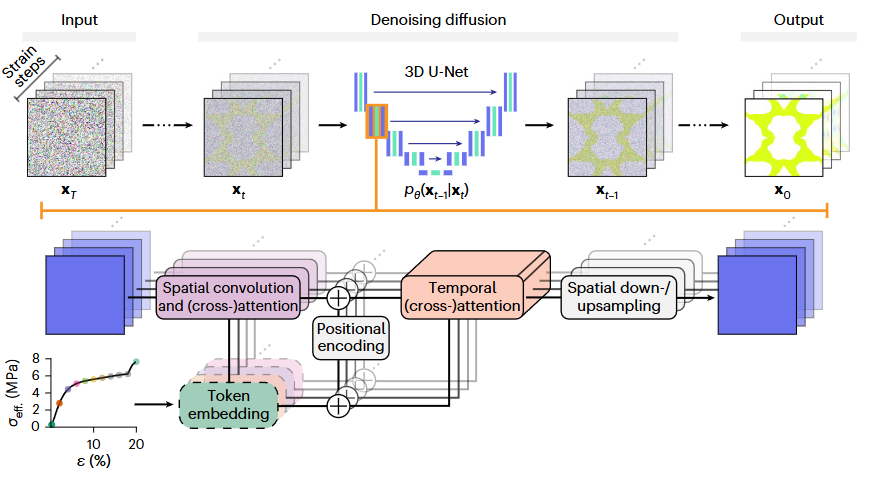 Input
Denoising diffusion
Output
Strain
steps
3D U-Net
x_T
x_t
p_θ(x_{t–1}|x_t)
x_{t–1}
x_0
Spatial convolution
and (cross-)attention
Temporal
(cross-)attention
Spatial down-/
upsampling
Positional
encoding
Token
embedding
σ_eff. (MPa)
8
6
4
2
0
10
20
ε (%)